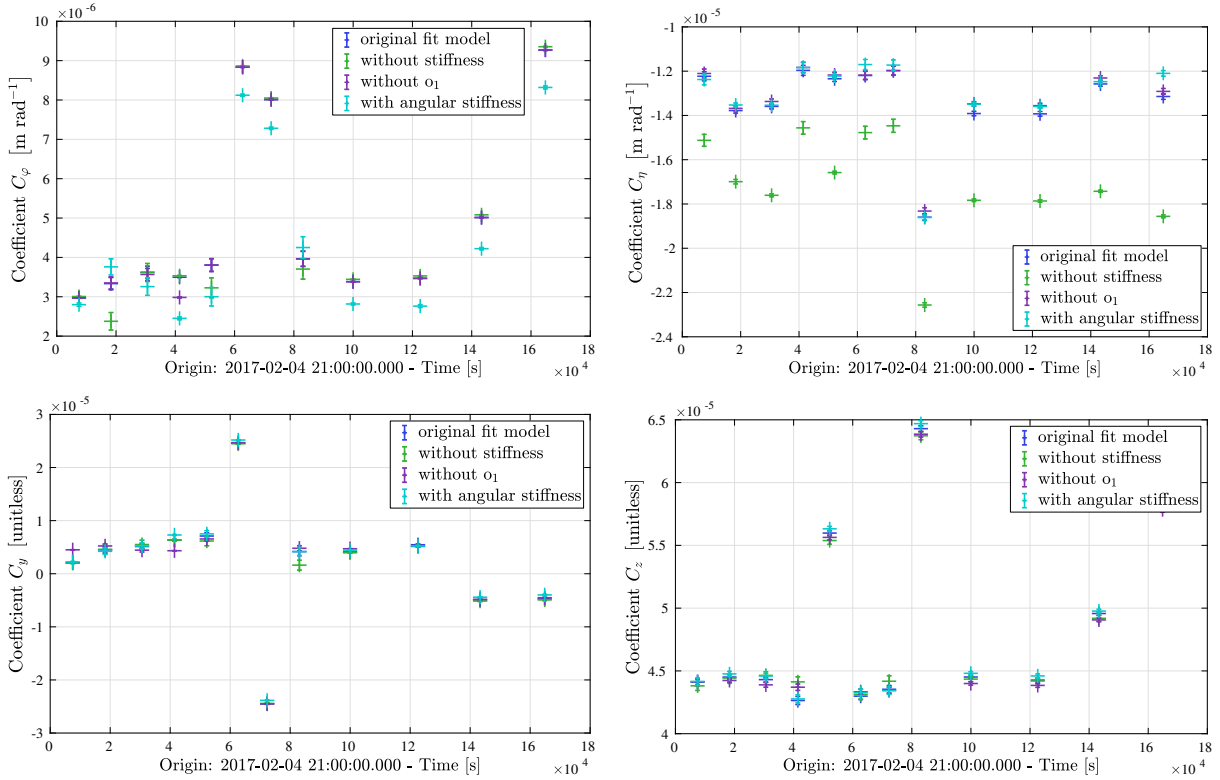 ×10⁻⁶
10
9
8
7
6
5
4
3
2
Coefficient Cφ [m rad⁻¹]
original fit model
without stiffness
without o₁
with angular stiffness
0 2 4 6 8 10 12 14 16 18
Origin: 2017-02-04 21:00:00.000 - Time [s]
×10⁴
×10⁻⁵
-1
-1.2
-1.4
-1.6
-1.8
-2
-2.2
-2.4
Coefficient Cη [m rad⁻¹]
original fit model
without stiffness
without o₁
with angular stiffness
0 2 4 6 8 10 12 14 16 18
Origin: 2017-02-04 21:00:00.000 - Time [s]
×10⁴
×10⁻⁵
3
2
1
0
-1
-2
-3
Coefficient Cy [unitless]
original fit model
without stiffness
without o₁
with angular stiffness
0 2 4 6 8 10 12 14 16 18
Origin: 2017-02-04 21:00:00.000 - Time [s]
×10⁴
×10⁻⁵
6.5
6
5.5
5
4.5
4
Coefficient Cz [unitless]
original fit model
without stiffness
without o₁
with angular stiffness
0 2 4 6 8 10 12 14 16 18
Origin: 2017-02-04 21:00:00.000 - Time [s]
×10⁴